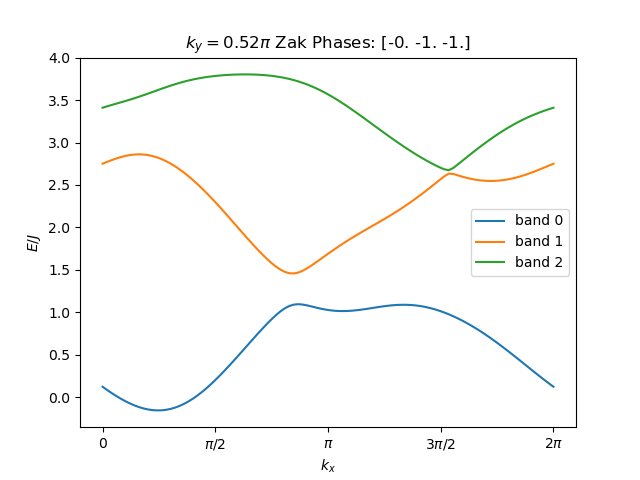 k_y = 0.52π Zak Phases: [-0. -1. -1.]
4.0
3.5
3.0
2.5
2.0
1.5
1.0
0.5
0.0
E/J
band 0
band 1
band 2
0
π/2
π
3π/2
2π
k_x